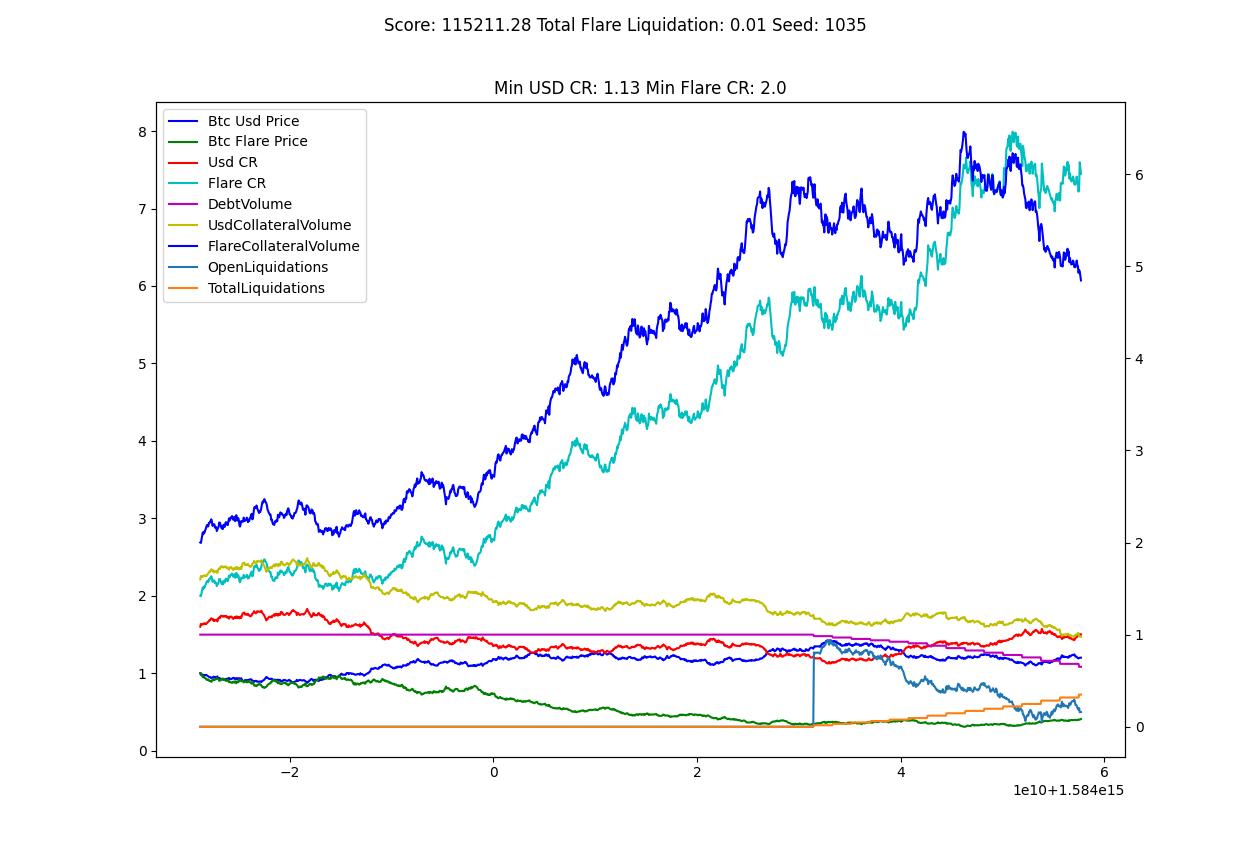 Score: 115211.28 Total Flare Liquidation: 0.01 Seed: 1035
Min USD CR: 1.13 Min Flare CR: 2.0
Btc Usd Price
Btc Flare Price
Usd CR
Flare CR
DebtVolume
UsdCollateralVolume
FlareCollateralVolume
OpenLiquidations
TotalLiquidations
8
7
6
5
4
3
2
1
0
6
5
4
3
2
1
0
−2
0
2
4
6
1e10+1.584e15